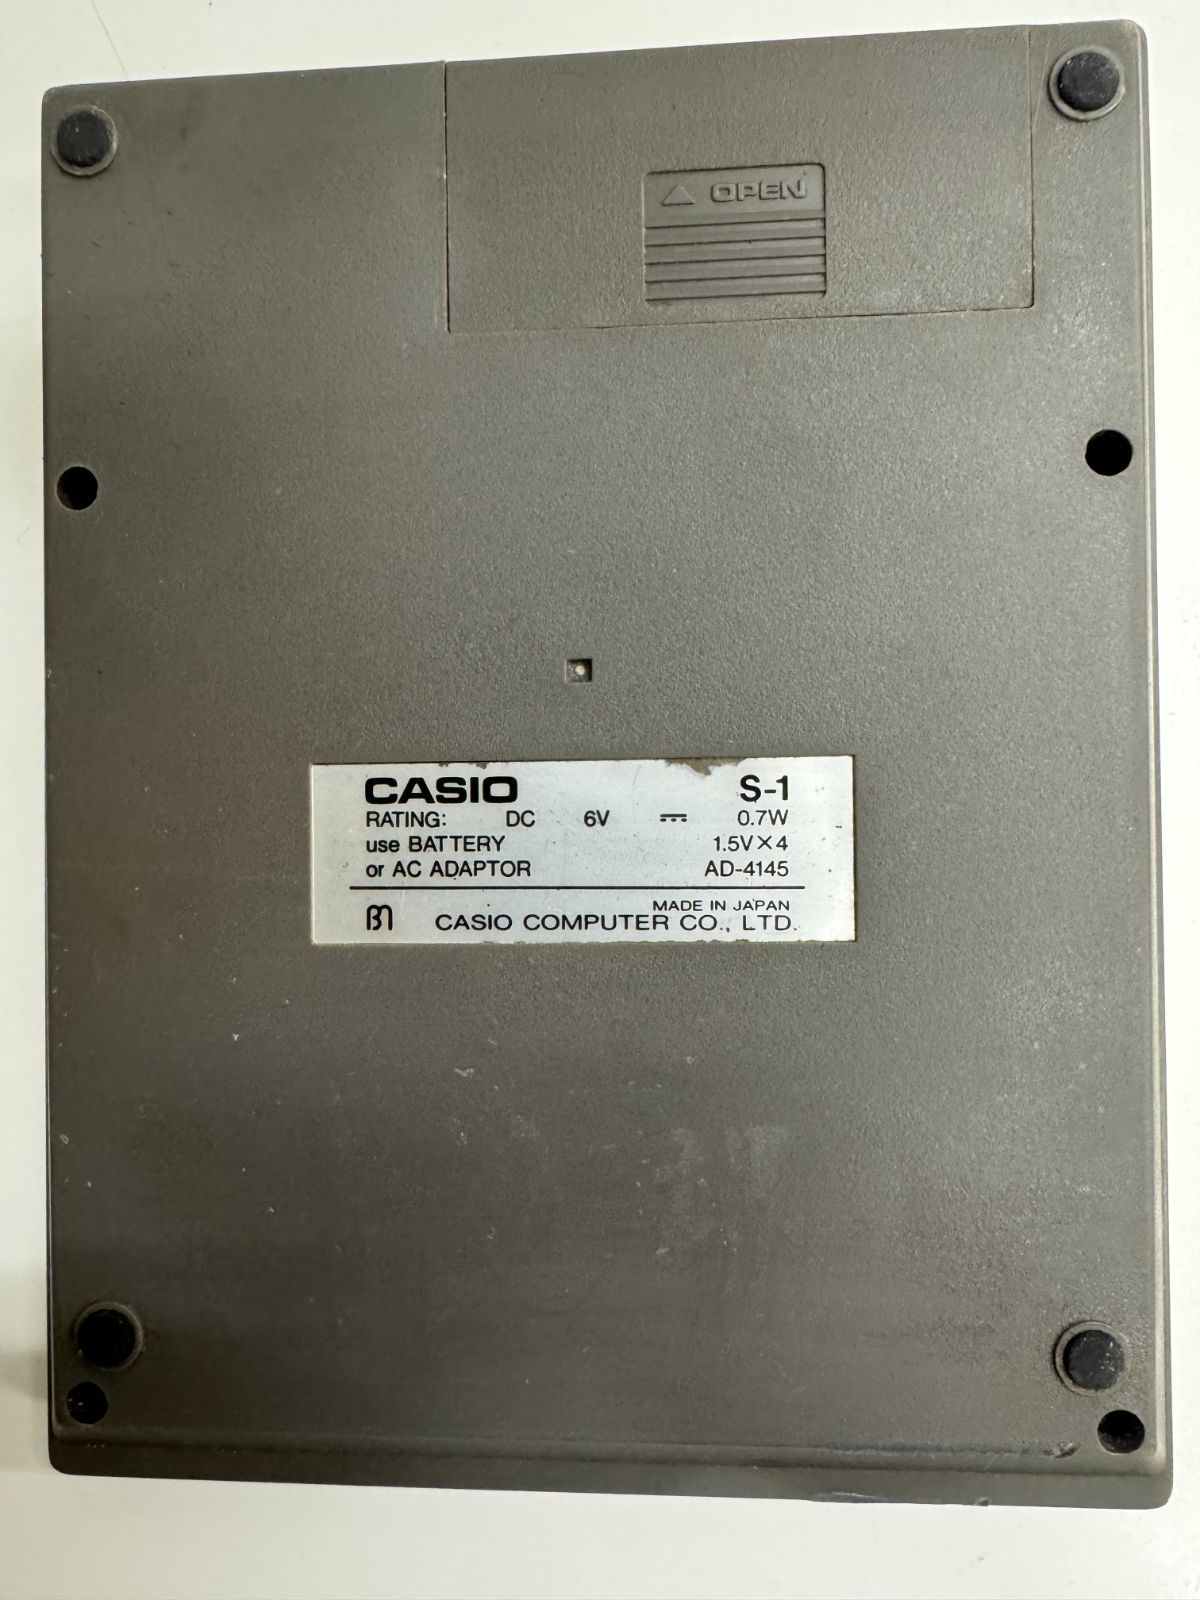 △ OPEN
CASIO S-1
RATING: DC 6V ⎓ 0.7W
use BATTERY 1.5V×4
or AC ADAPTOR AD-4145
MADE IN JAPAN
CASIO COMPUTER CO., LTD.